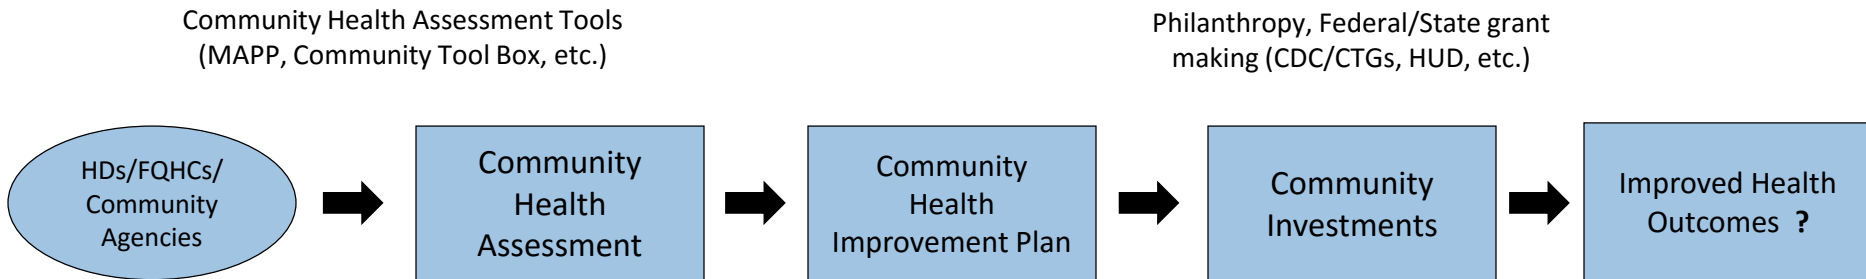 Community Health Assessment Tools
(MAPP, Community Tool Box, etc.)
Philanthropy, Federal/State grant
making (CDC/CTGs, HUD, etc.)
HDs/FQHCs/
Community
Agencies
Community
Health
Assessment
Community
Health
Improvement Plan
Community
Investments
Improved Health
Outcomes ?